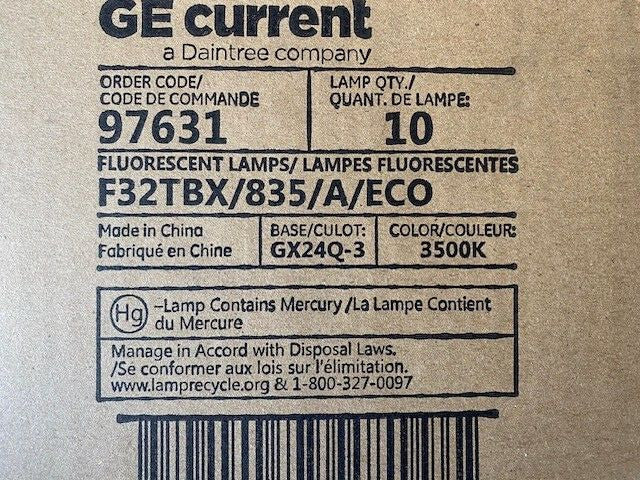 GE current
a Daintree company
ORDER CODE/
CODE DE COMMANDE
97631
LAMP QTY./
QUANT. DE LAMPE:
10
FLUORESCENT LAMPS/ LAMPES FLUORESCENTES
F32TBX/835/A/ECO
Made in China
Fabriqué en Chine
BASE/CULOT:
GX24Q-3
COLOR/COULEUR:
3500K
Hg
–Lamp Contains Mercury /La Lampe Contient
du Mercure
Manage in Accord with Disposal Laws.
/Se conformer aux lois sur l'élimitation.
www.lamprecycle.org & 1-800-327-0097